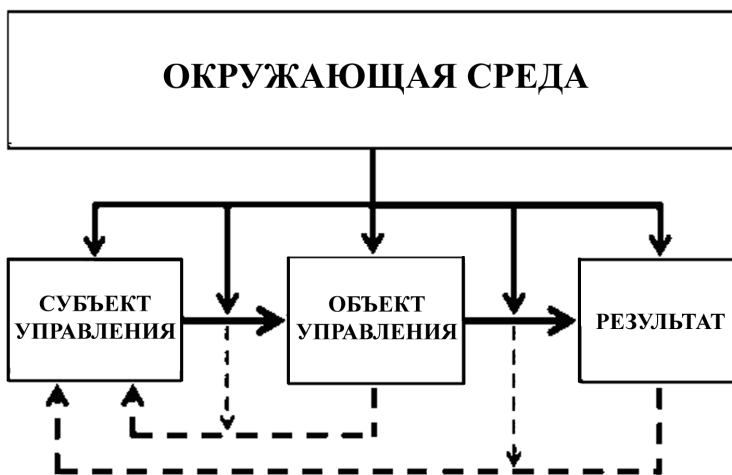 ОКРУЖАЮЩАЯ СРЕДА
СУБЪЕКТ
УПРАВЛЕНИЯ
ОБЪЕКТ
УПРАВЛЕНИЯ
РЕЗУЛЬТАТ